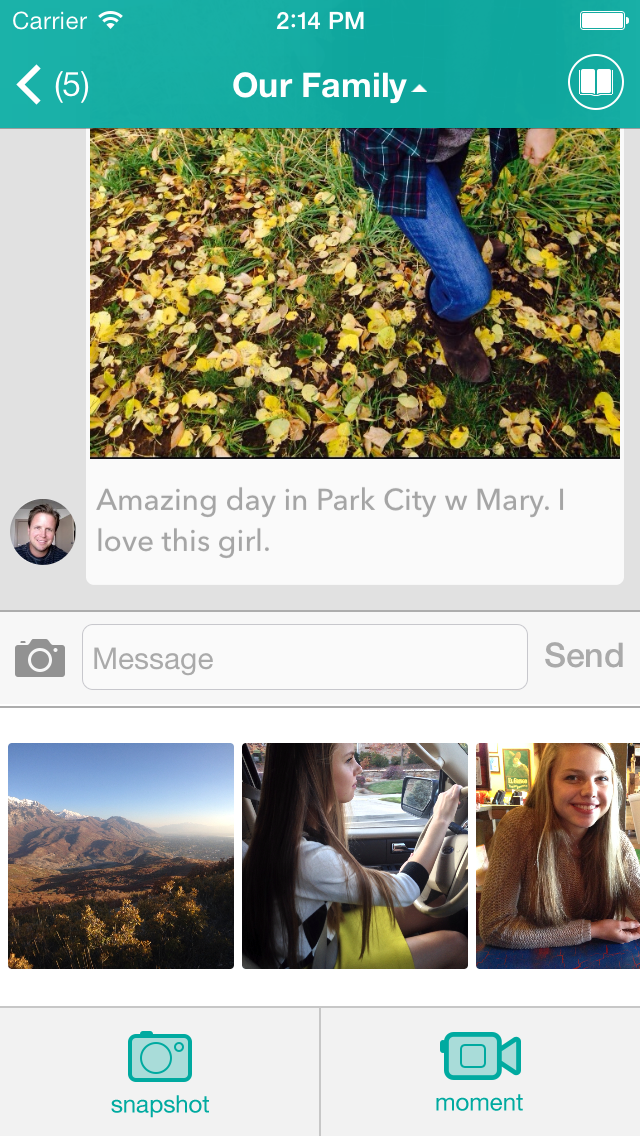 Carrier 2:14 PM
(5) Our Family
Amazing day in Park City w Mary. I
love this girl.
Message Send
snapshot moment